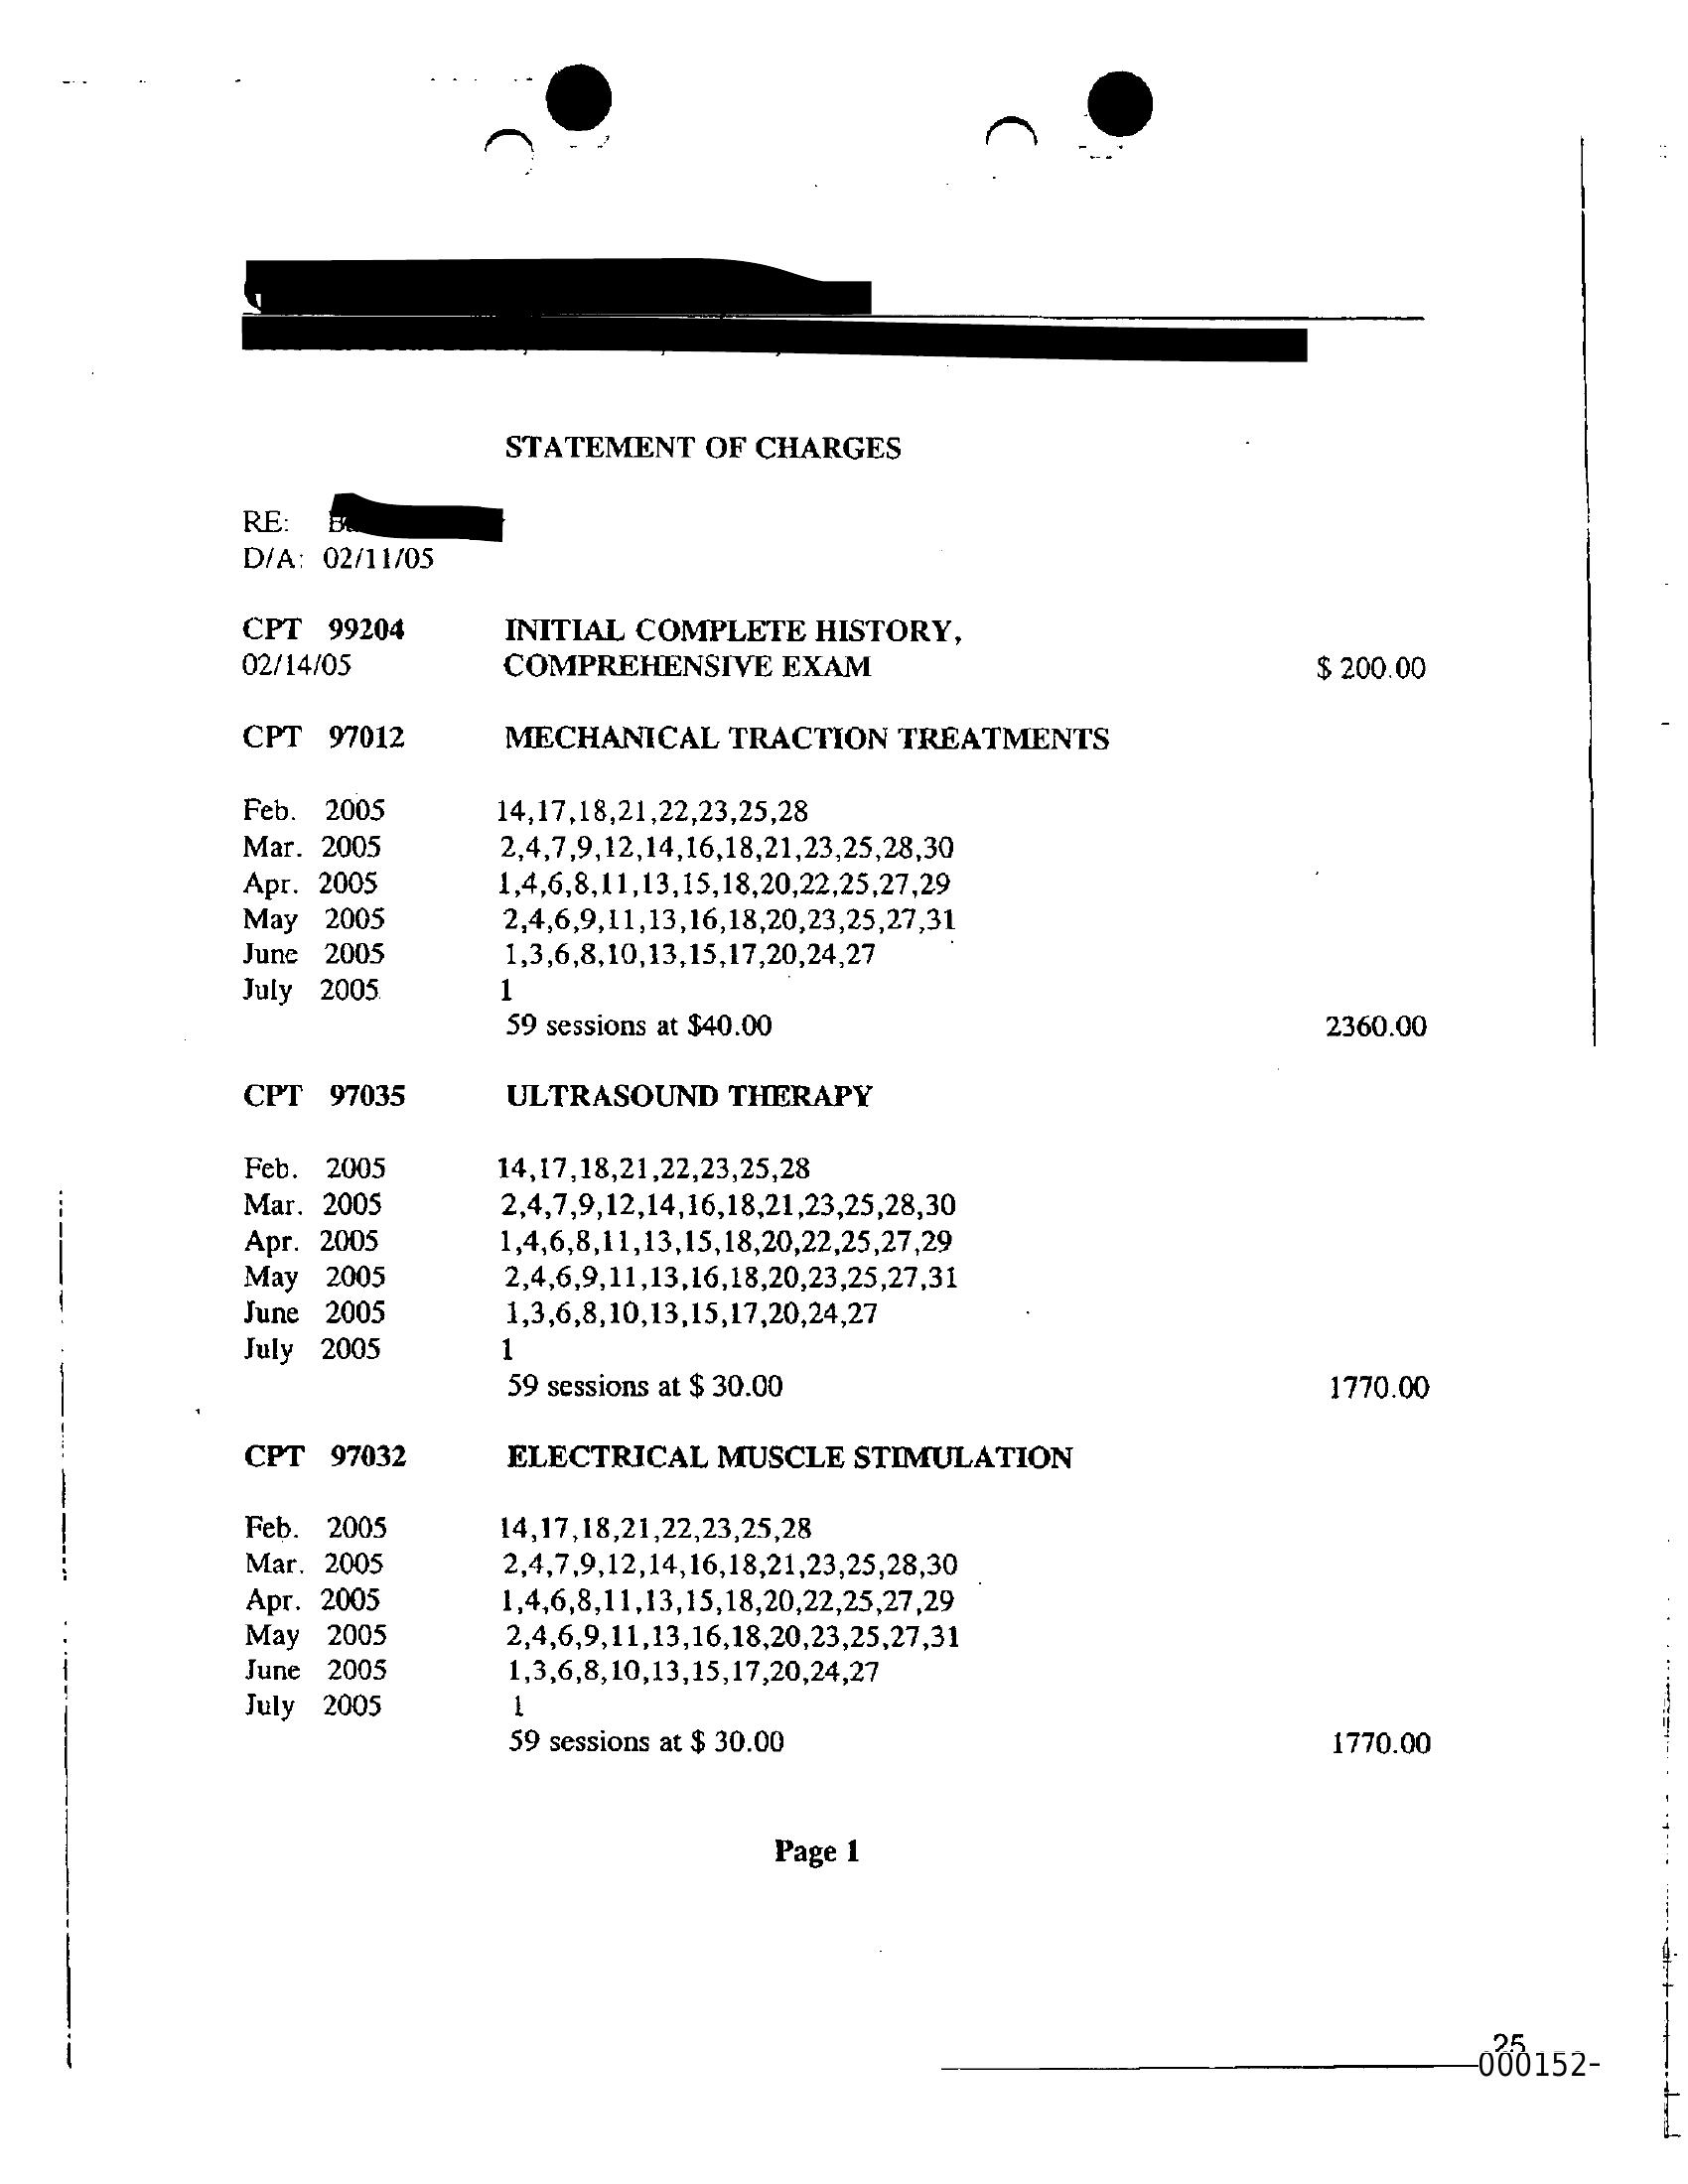 STATEMENT OF CHARGES
RE:
D/A: 02/11/05
CPT 99204 INITIAL COMPLETE HISTORY,
02/14/05 COMPREHENSIVE EXAM $ 200.00
CPT 97012 MECHANICAL TRACTION TREATMENTS
Feb. 2005 14,17,18,21,22,23,25,28
Mar. 2005 2,4,7,9,12,14,16,18,21,23,25,28,30
Apr. 2005 1,4,6,8,11,13,15,18,20,22,25,27,29
May 2005 2,4,6,9,11,13,16,18,20,23,25,27,31
June 2005 1,3,6,8,10,13,15,17,20,24,27
July 2005 1
59 sessions at $40.00 2360.00
CPT 97035 ULTRASOUND THERAPY
Feb. 2005 14,17,18,21,22,23,25,28
Mar. 2005 2,4,7,9,12,14,16,18,21,23,25,28,30
Apr. 2005 1,4,6,8,11,13,15,18,20,22,25,27,29
May 2005 2,4,6,9,11,13,16,18,20,23,25,27,31
June 2005 1,3,6,8,10,13,15,17,20,24,27
July 2005 1
59 sessions at $ 30.00 1770.00
CPT 97032 ELECTRICAL MUSCLE STIMULATION
Feb. 2005 14,17,18,21,22,23,25,28
Mar. 2005 2,4,7,9,12,14,16,18,21,23,25,28,30
Apr. 2005 1,4,6,8,11,13,15,18,20,22,25,27,29
May 2005 2,4,6,9,11,13,16,18,20,23,25,27,31
June 2005 1,3,6,8,10,13,15,17,20,24,27
July 2005 1
59 sessions at $ 30.00 1770.00
Page 1
25
000152-